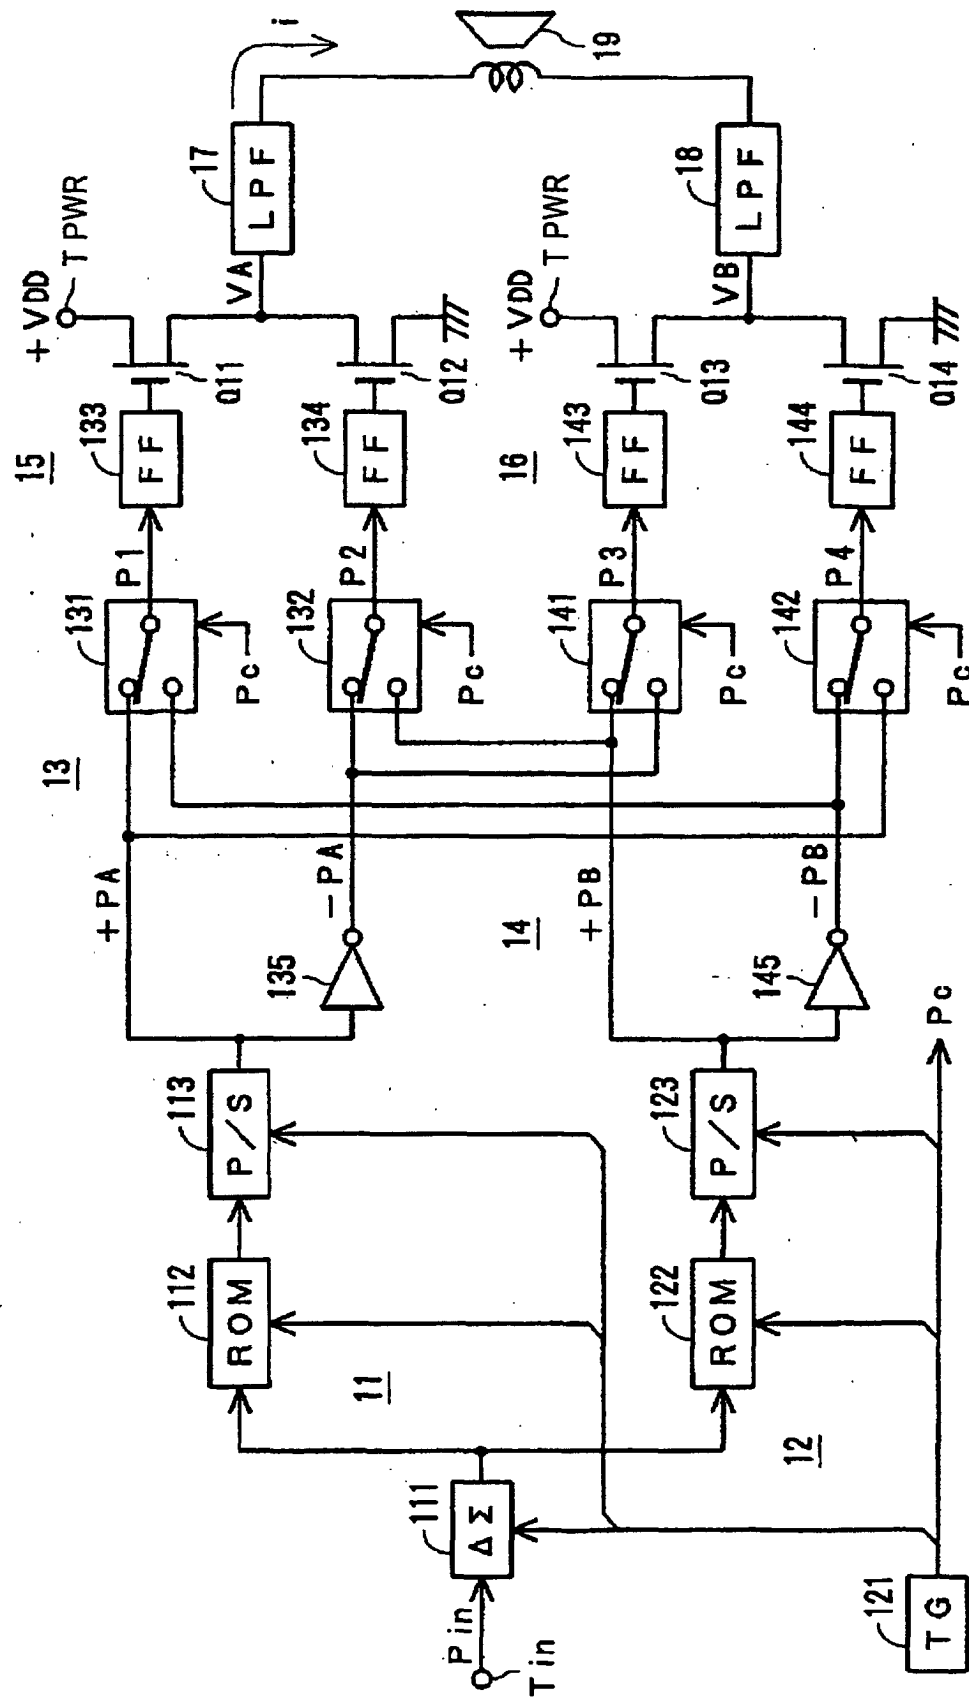 +VDD
T PWR
15
133
FF
Q11
VA
17
LPF
i
13
131
P1
Pc
134
FF
Q12
132
P2
Pc
19
+PA
-PA
135
113
P/S
112
ROM
11
111
ΔΣ
Pin
Tin
+VDD
T PWR
16
143
FF
Q13
VB
18
LPF
141
P3
Pc
144
FF
Q14
142
P4
Pc
14
+PB
-PB
145
123
P/S
122
ROM
12
121
TG
Pc